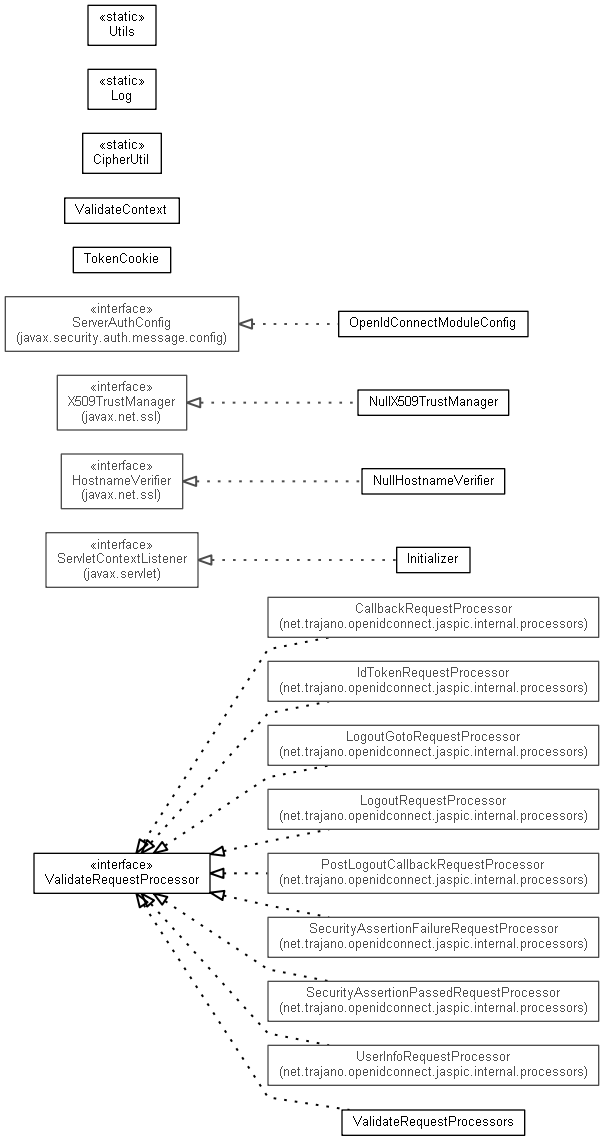 «static»
Utils
«static»
Log
«static»
CipherUtil
ValidateContext
TokenCookie
«interface»
ServerAuthConfig
(javax.security.auth.message.config)
OpenIdConnectModuleConfig
«interface»
X509TrustManager
(javax.net.ssl)
NullX509TrustManager
«interface»
HostnameVerifier
(javax.net.ssl)
NullHostnameVerifier
«interface»
ServletContextListener
(javax.servlet)
Initializer
CallbackRequestProcessor
(net.trajano.openidconnect.jaspic.internal.processors)
IdTokenRequestProcessor
(net.trajano.openidconnect.jaspic.internal.processors)
LogoutGotoRequestProcessor
(net.trajano.openidconnect.jaspic.internal.processors)
LogoutRequestProcessor
(net.trajano.openidconnect.jaspic.internal.processors)
«interface»
ValidateRequestProcessor
PostLogoutCallbackRequestProcessor
(net.trajano.openidconnect.jaspic.internal.processors)
SecurityAssertionFailureRequestProcessor
(net.trajano.openidconnect.jaspic.internal.processors)
SecurityAssertionPassedRequestProcessor
(net.trajano.openidconnect.jaspic.internal.processors)
UserInfoRequestProcessor
(net.trajano.openidconnect.jaspic.internal.processors)
ValidateRequestProcessors